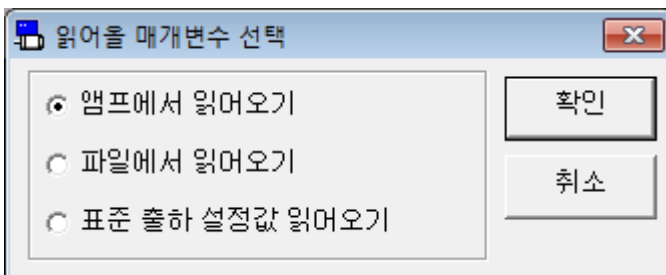 읽어올 매개변수 선택
앰프에서 읽어오기
파일에서 읽어오기
표준 출하 설정값 읽어오기
확인
취소